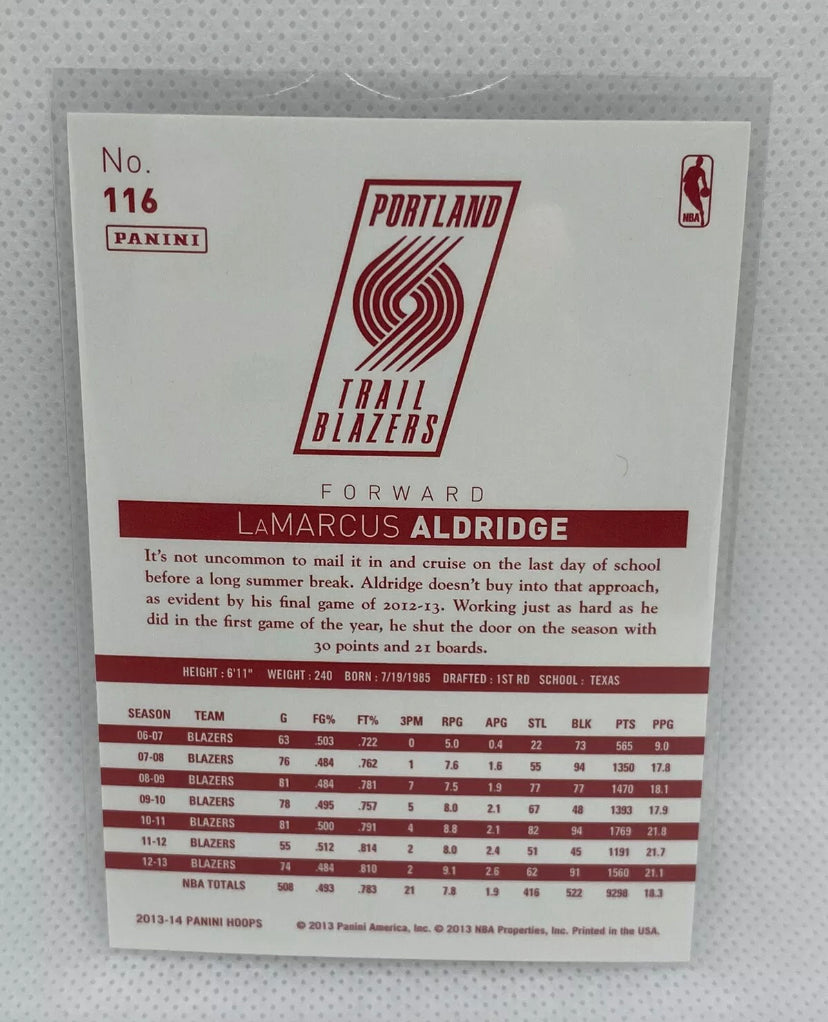 No.
116
PANINI
NBA
PORTLAND
TRAIL
BLAZERS
FORWARD
LAMARCUS ALDRIDGE
It's not uncommon to mail it in and cruise on the last day of school
before a long summer break. Aldridge doesn't buy into that approach,
as evident by his final game of 2012-13. Working just as hard as he
did in the first game of the year, he shut the door on the season with
30 points and 21 boards.
HEIGHT : 6'11" WEIGHT : 240 BORN : 7/19/1985 DRAFTED : 1ST RD SCHOOL : TEXAS
SEASON TEAM G FG% FT% 3PM RPG APG STL BLK PTS PPG
06-07 BLAZERS 63 .503 .722 0 5.0 0.4 22 73 565 9.0
07-08 BLAZERS 76 .484 .762 1 7.6 1.6 55 94 1350 17.8
08-09 BLAZERS 81 .484 .781 7 7.5 1.9 77 77 1470 18.1
09-10 BLAZERS 78 .495 .757 5 8.0 2.1 67 48 1393 17.9
10-11 BLAZERS 81 .500 .791 4 8.8 2.1 82 94 1769 21.8
11-12 BLAZERS 55 .512 .814 2 8.0 2.4 51 45 1191 21.7
12-13 BLAZERS 74 .484 .810 2 9.1 2.6 62 91 1560 21.1
NBA TOTALS 508 .493 .783 21 7.8 1.9 416 522 9298 18.3
2013-14 PANINI HOOPS © 2013 Panini America, Inc. © 2013 NBA Properties, Inc. Printed in the USA.